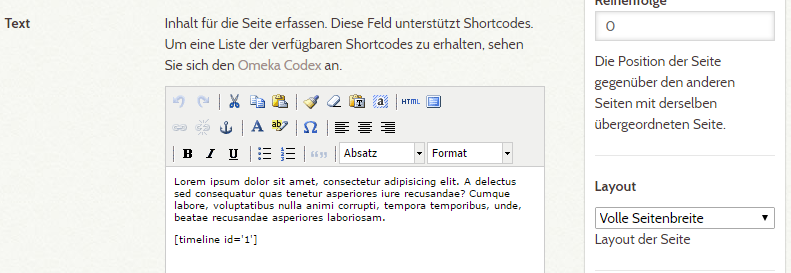 Text
Inhalt für die Seite erfassen. Diese Feld unterstützt Shortcodes.
Um eine Liste der verfügbaren Shortcodes zu erhalten, sehen
Sie sich den Omeka Codex an.
HTML
B I U
Absatz
Format
Lorem ipsum dolor sit amet, consectetur adipisicing elit. A delectus
sed consequatur quas tenetur asperiores iure recusandae? Cumque
labore, voluptatibus nulla animi corrupti, tempora temporibus, unde,
beatae recusandae asperiores laboriosam.
[timeline id='1']
Reihenfolge
0
Die Position der Seite
gegenüber den anderen
Seiten mit derselben
übergeordneten Seite.
Layout
Volle Seitenbreite
Layout der Seite